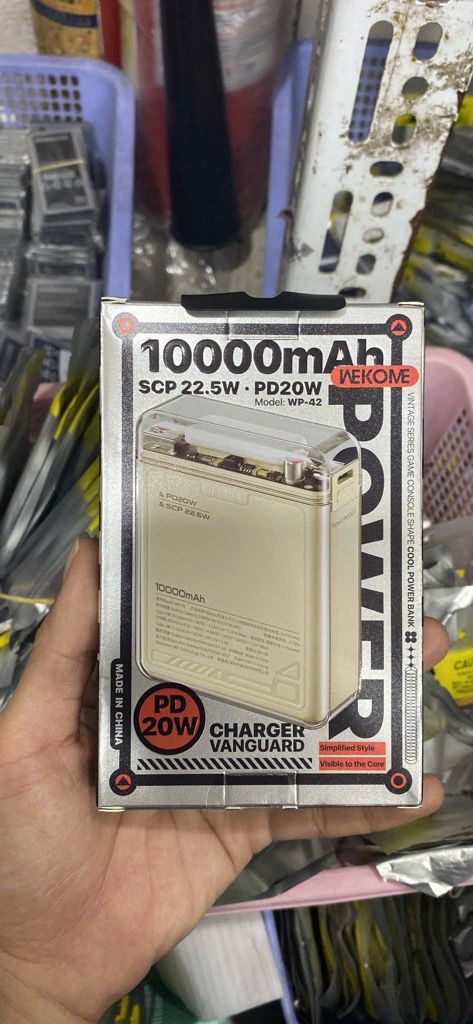 10000mAh
SCP 22.5W · PD20W
WEKOME
Model: WP-42
POWER
VINTAGE SERIES GAME CONSOLE SHAPE COOL POWER BANK
& PD20W
& SCP 22.5W
10000mAh
MADE IN CHINA
PD
20W
CHARGER
VANGUARD
Simplified Style
Visible to the Core